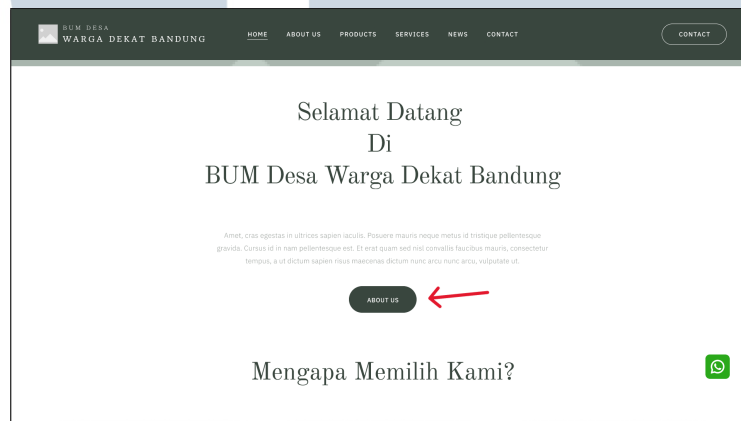 BUM DESA
WARGA DEKAT BANDUNG
HOME
ABOUT US
PRODUCTS
SERVICES
NEWS
CONTACT
CONTACT
Selamat Datang
Di
BUM Desa Warga Dekat Bandung
Amet, cras egestas in ultrices sapien iaculis. Posuere mauris neque metus id tristique pellentesque
gravida. Cursus id in nam pellentesque est. Et erat quam sed nisl convallis faucibus mauris, consectetur
tempus, a ut dictum sapien risus maecenas dictum nunc arcu nunc arcu, vulputate ut.
ABOUT US
Mengapa Memilih Kami?